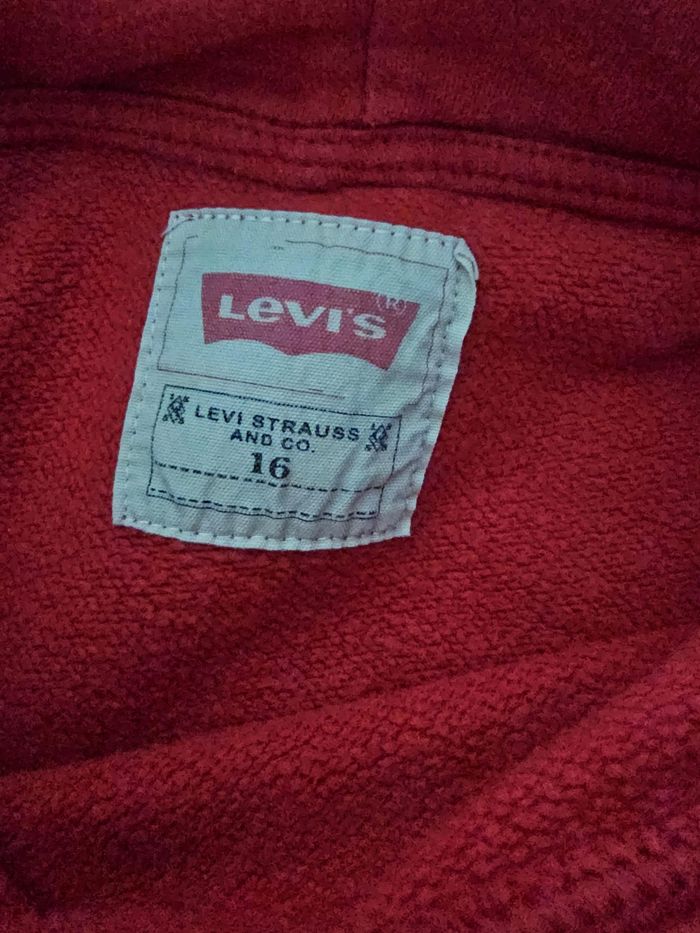 LEVI'S (R)
LEVI STRAUSS
AND CO.
16